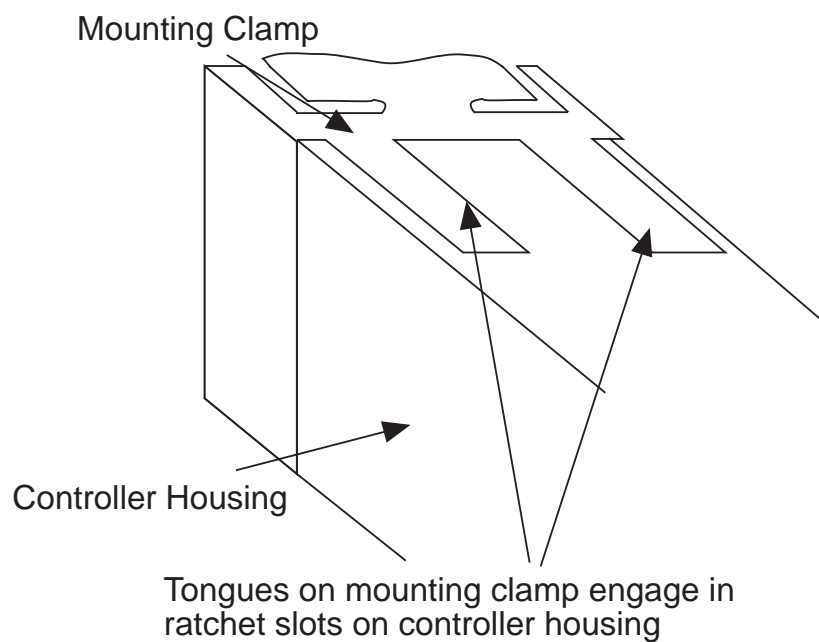 Mounting Clamp
Controller Housing
Tongues on mounting clamp engage in
ratchet slots on controller housing